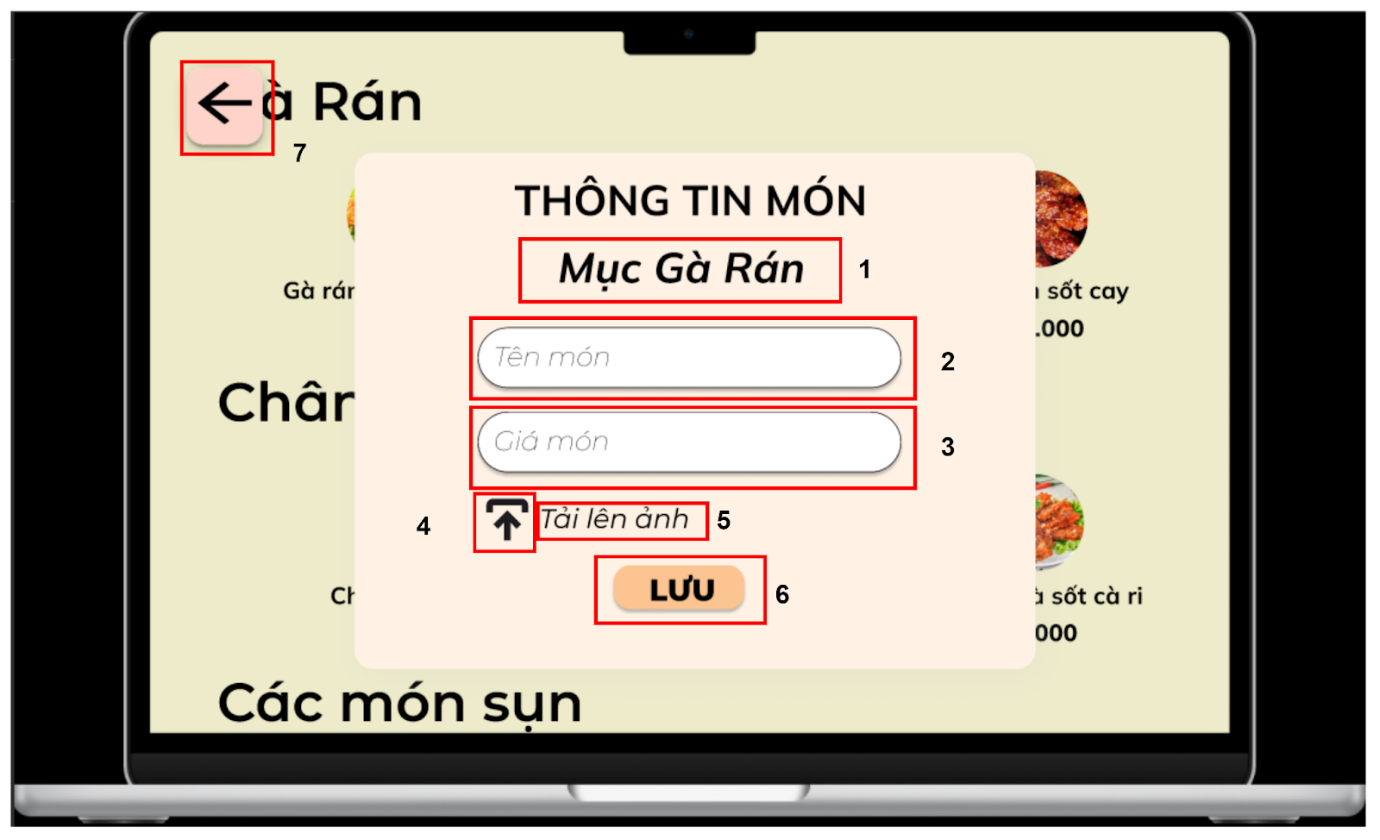 à Rán
7
THÔNG TIN MÓN
Mục Gà Rán
1
Gà rán
sốt cay
.000
Tên món
2
Chân
Giá món
3
4
Tải lên ảnh
5
LƯU
6
Ch
à sốt cà ri
000
Các món sụn